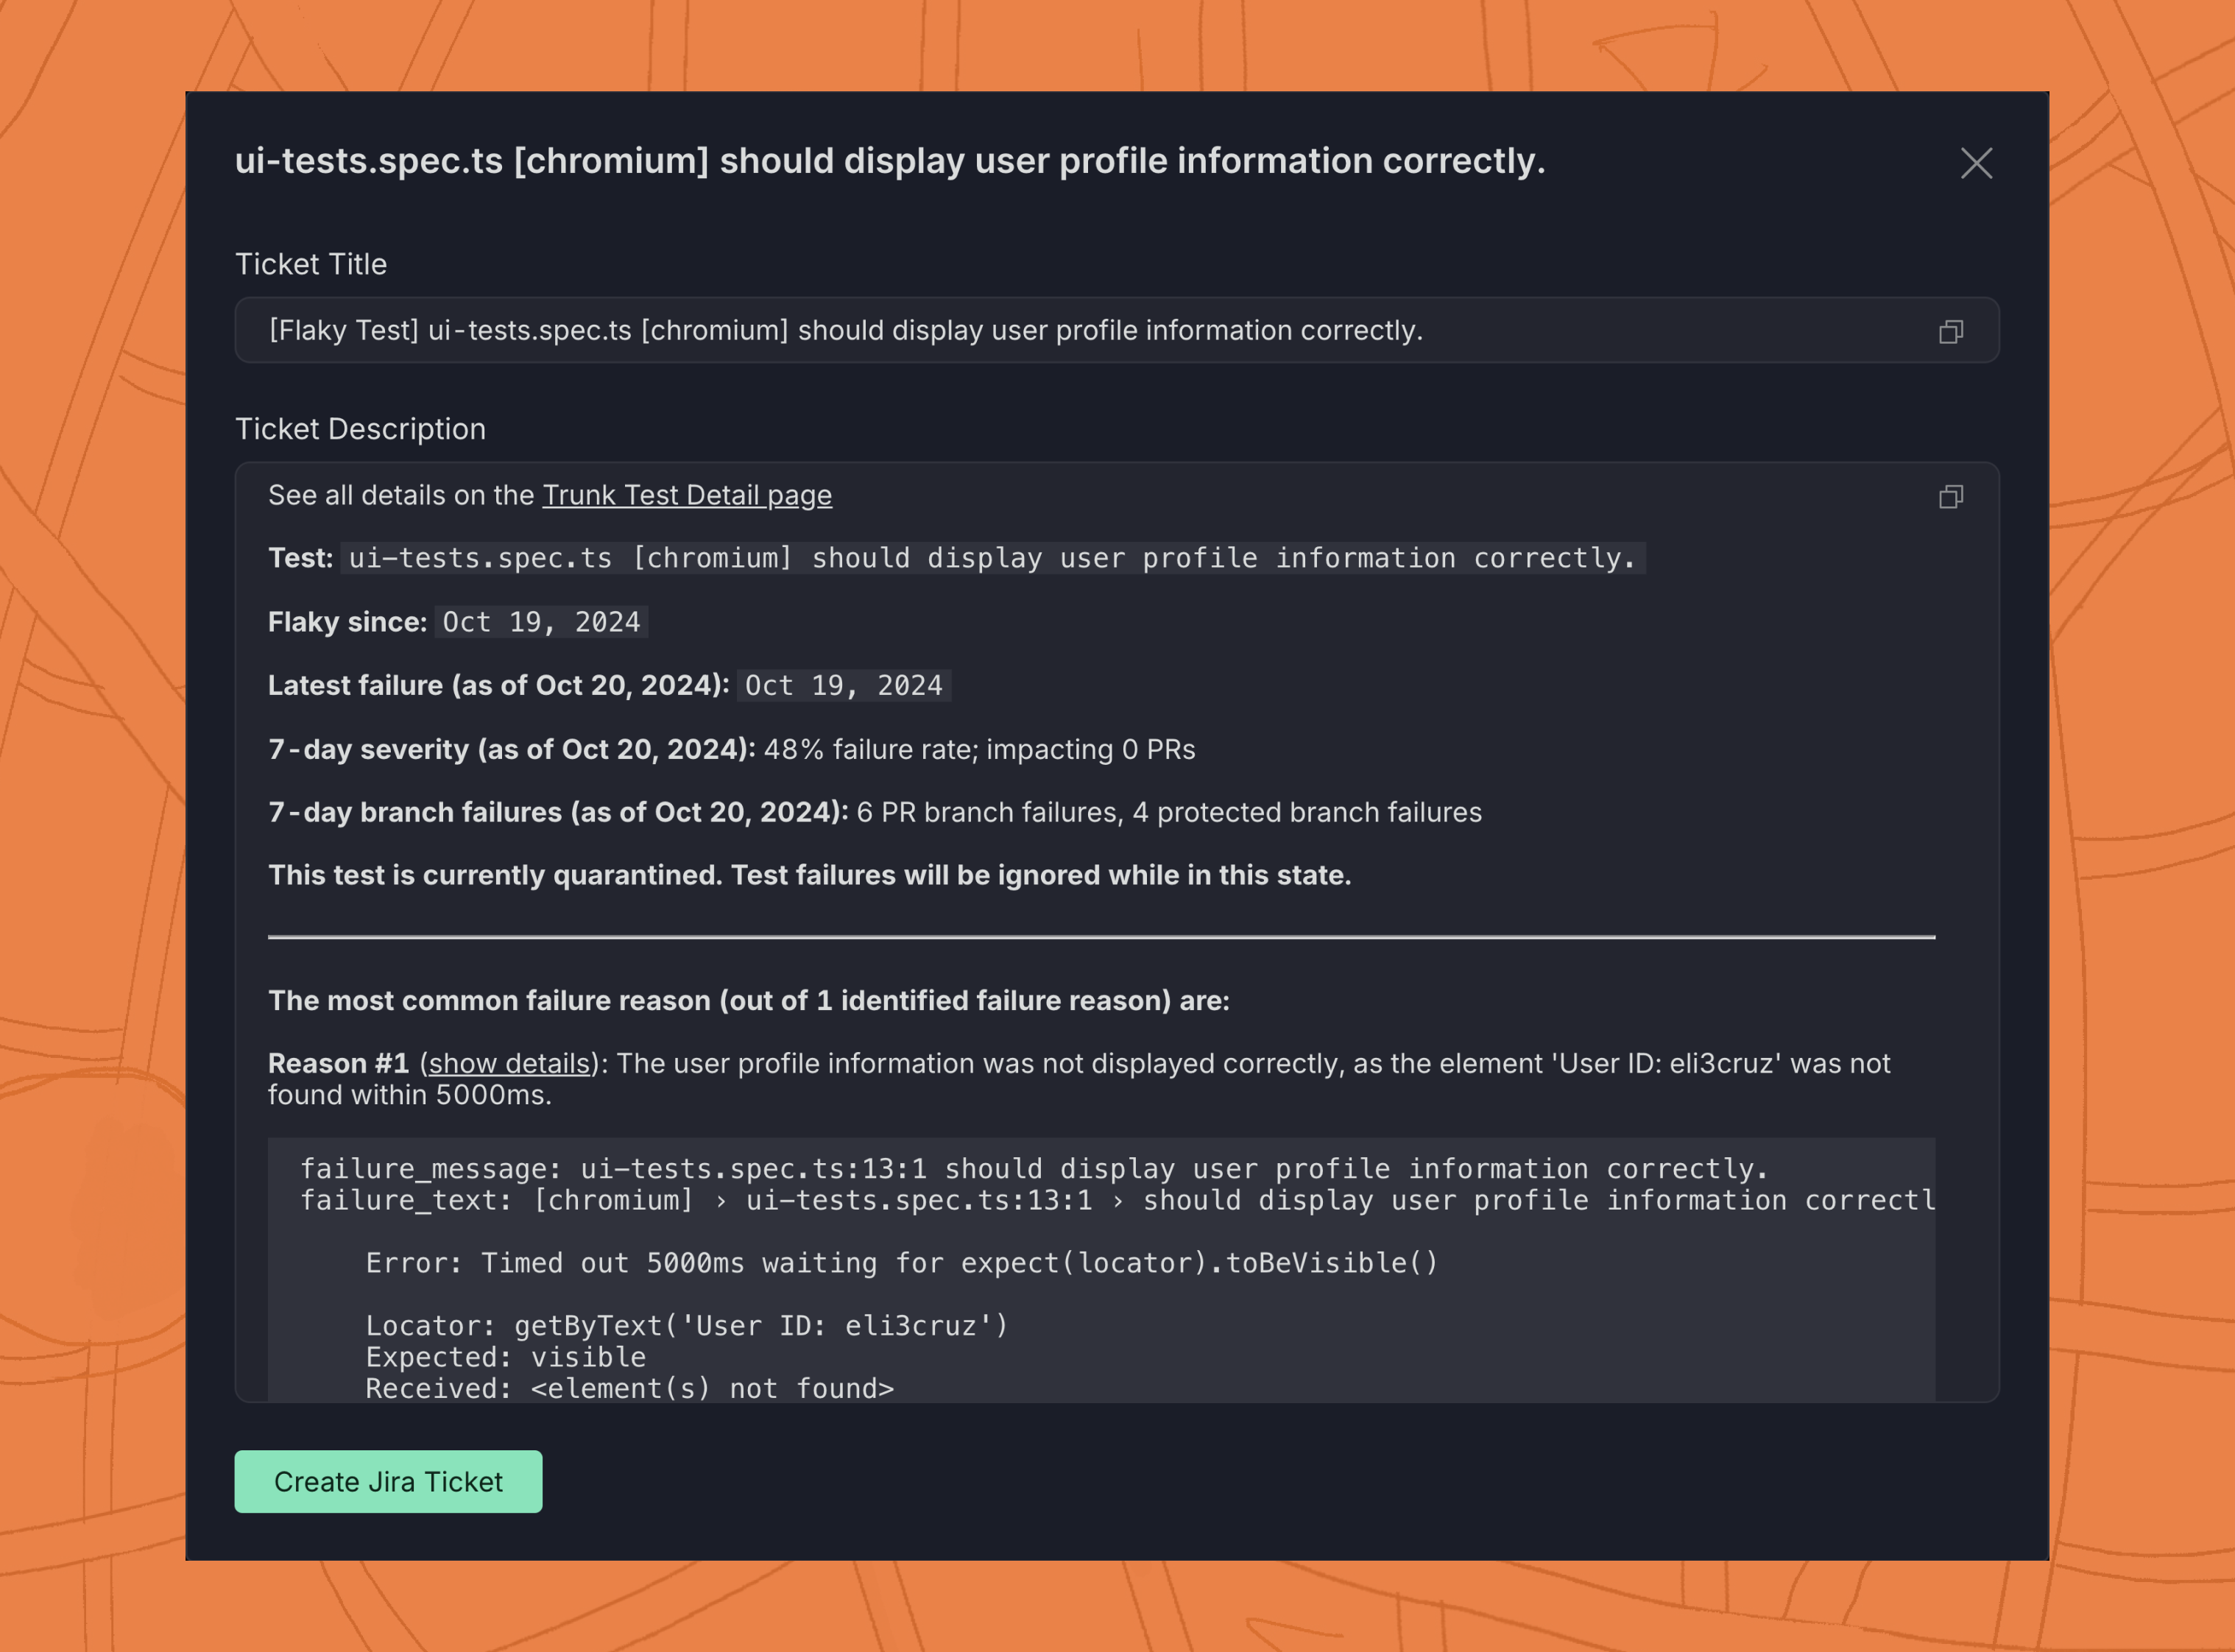 ui-tests.spec.ts [chromium] should display user profile information correctly.
Ticket Title
[Flaky Test] ui-tests.spec.ts [chromium] should display user profile information correctly.
Ticket Description
See all details on the Trunk Test Detail page
Test: ui-tests.spec.ts [chromium] should display user profile information correctly.
Flaky since: Oct 19, 2024
Latest failure (as of Oct 20, 2024): Oct 19, 2024
7-day severity (as of Oct 20, 2024): 48% failure rate; impacting 0 PRs
7-day branch failures (as of Oct 20, 2024): 6 PR branch failures, 4 protected branch failures
This test is currently quarantined. Test failures will be ignored while in this state.
The most common failure reason (out of 1 identified failure reason) are:
Reason #1 (show details): The user profile information was not displayed correctly, as the element 'User ID: eli3cruz' was not
found within 5000ms.
failure_message: ui-tests.spec.ts:13:1 should display user profile information correctly.
failure_text: [chromium] › ui-tests.spec.ts:13:1 › should display user profile information correctl
Error: Timed out 5000ms waiting for expect(locator).toBeVisible()
Locator: getByText('User ID: eli3cruz')
Expected: visible
Received: <element(s) not found>
Create Jira Ticket